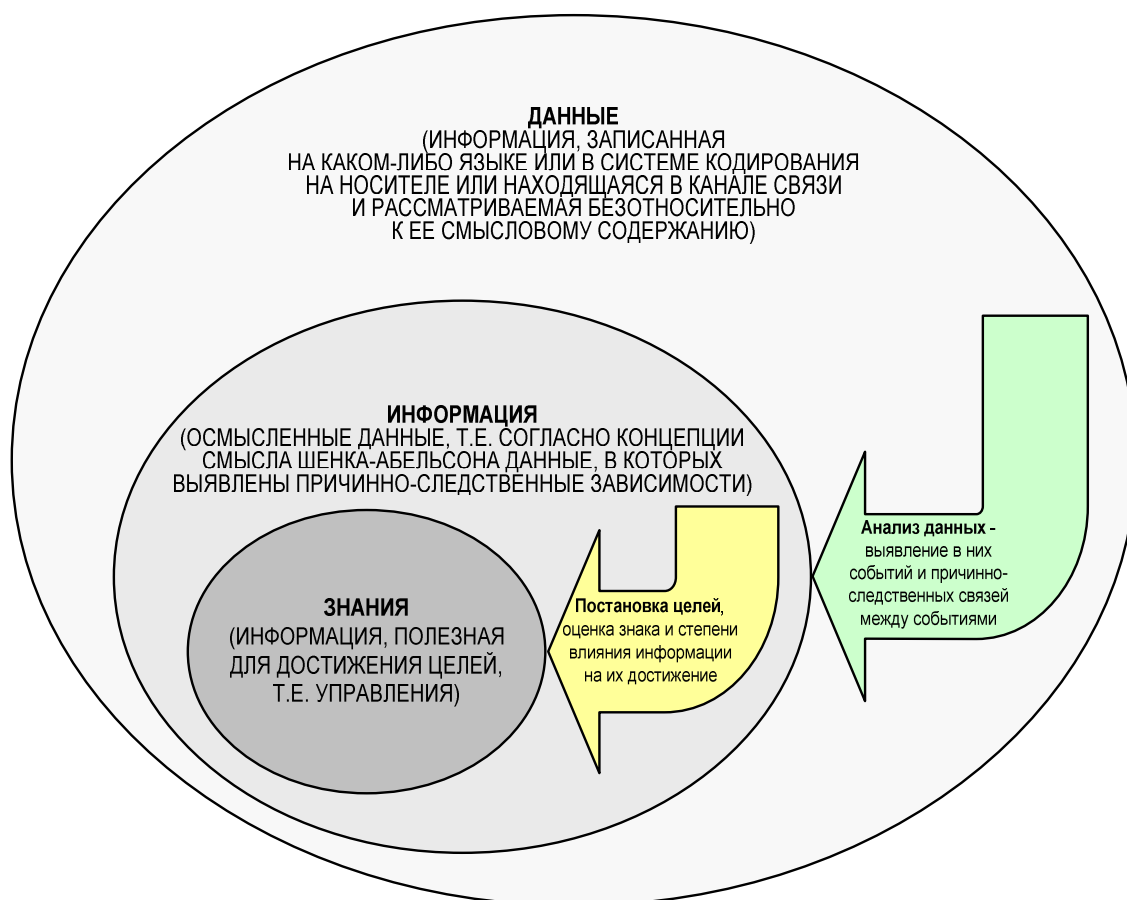 ДАННЫЕ
(ИНФОРМАЦИЯ, ЗАПИСАННАЯ
НА КАКОМ-ЛИБО ЯЗЫКЕ ИЛИ В СИСТЕМЕ КОДИРОВАНИЯ
НА НОСИТЕЛЕ ИЛИ НАХОДЯЩАЯСЯ В КАНАЛЕ СВЯЗИ
И РАССМАТРИВАЕМАЯ БЕЗОТНОСИТЕЛЬНО
К ЕЕ СМЫСЛОВОМУ СОДЕРЖАНИЮ)
ИНФОРМАЦИЯ
(ОСМЫСЛЕННЫЕ ДАННЫЕ, Т.Е. СОГЛАСНО КОНЦЕПЦИИ
СМЫСЛА ШЕНКА-АБЕЛЬСОНА ДАННЫЕ, В КОТОРЫХ
ВЫЯВЛЕНЫ ПРИЧИННО-СЛЕДСТВЕННЫЕ ЗАВИСИМОСТИ)
ЗНАНИЯ
(ИНФОРМАЦИЯ, ПОЛЕЗНАЯ
ДЛЯ ДОСТИЖЕНИЯ ЦЕЛЕЙ,
Т.Е. УПРАВЛЕНИЯ)
Постановка целей,
оценка знака и степени
влияния информации
на их достижение
Анализ данных -
выявление в них
событий и причинно-
следственных связей
между событиями